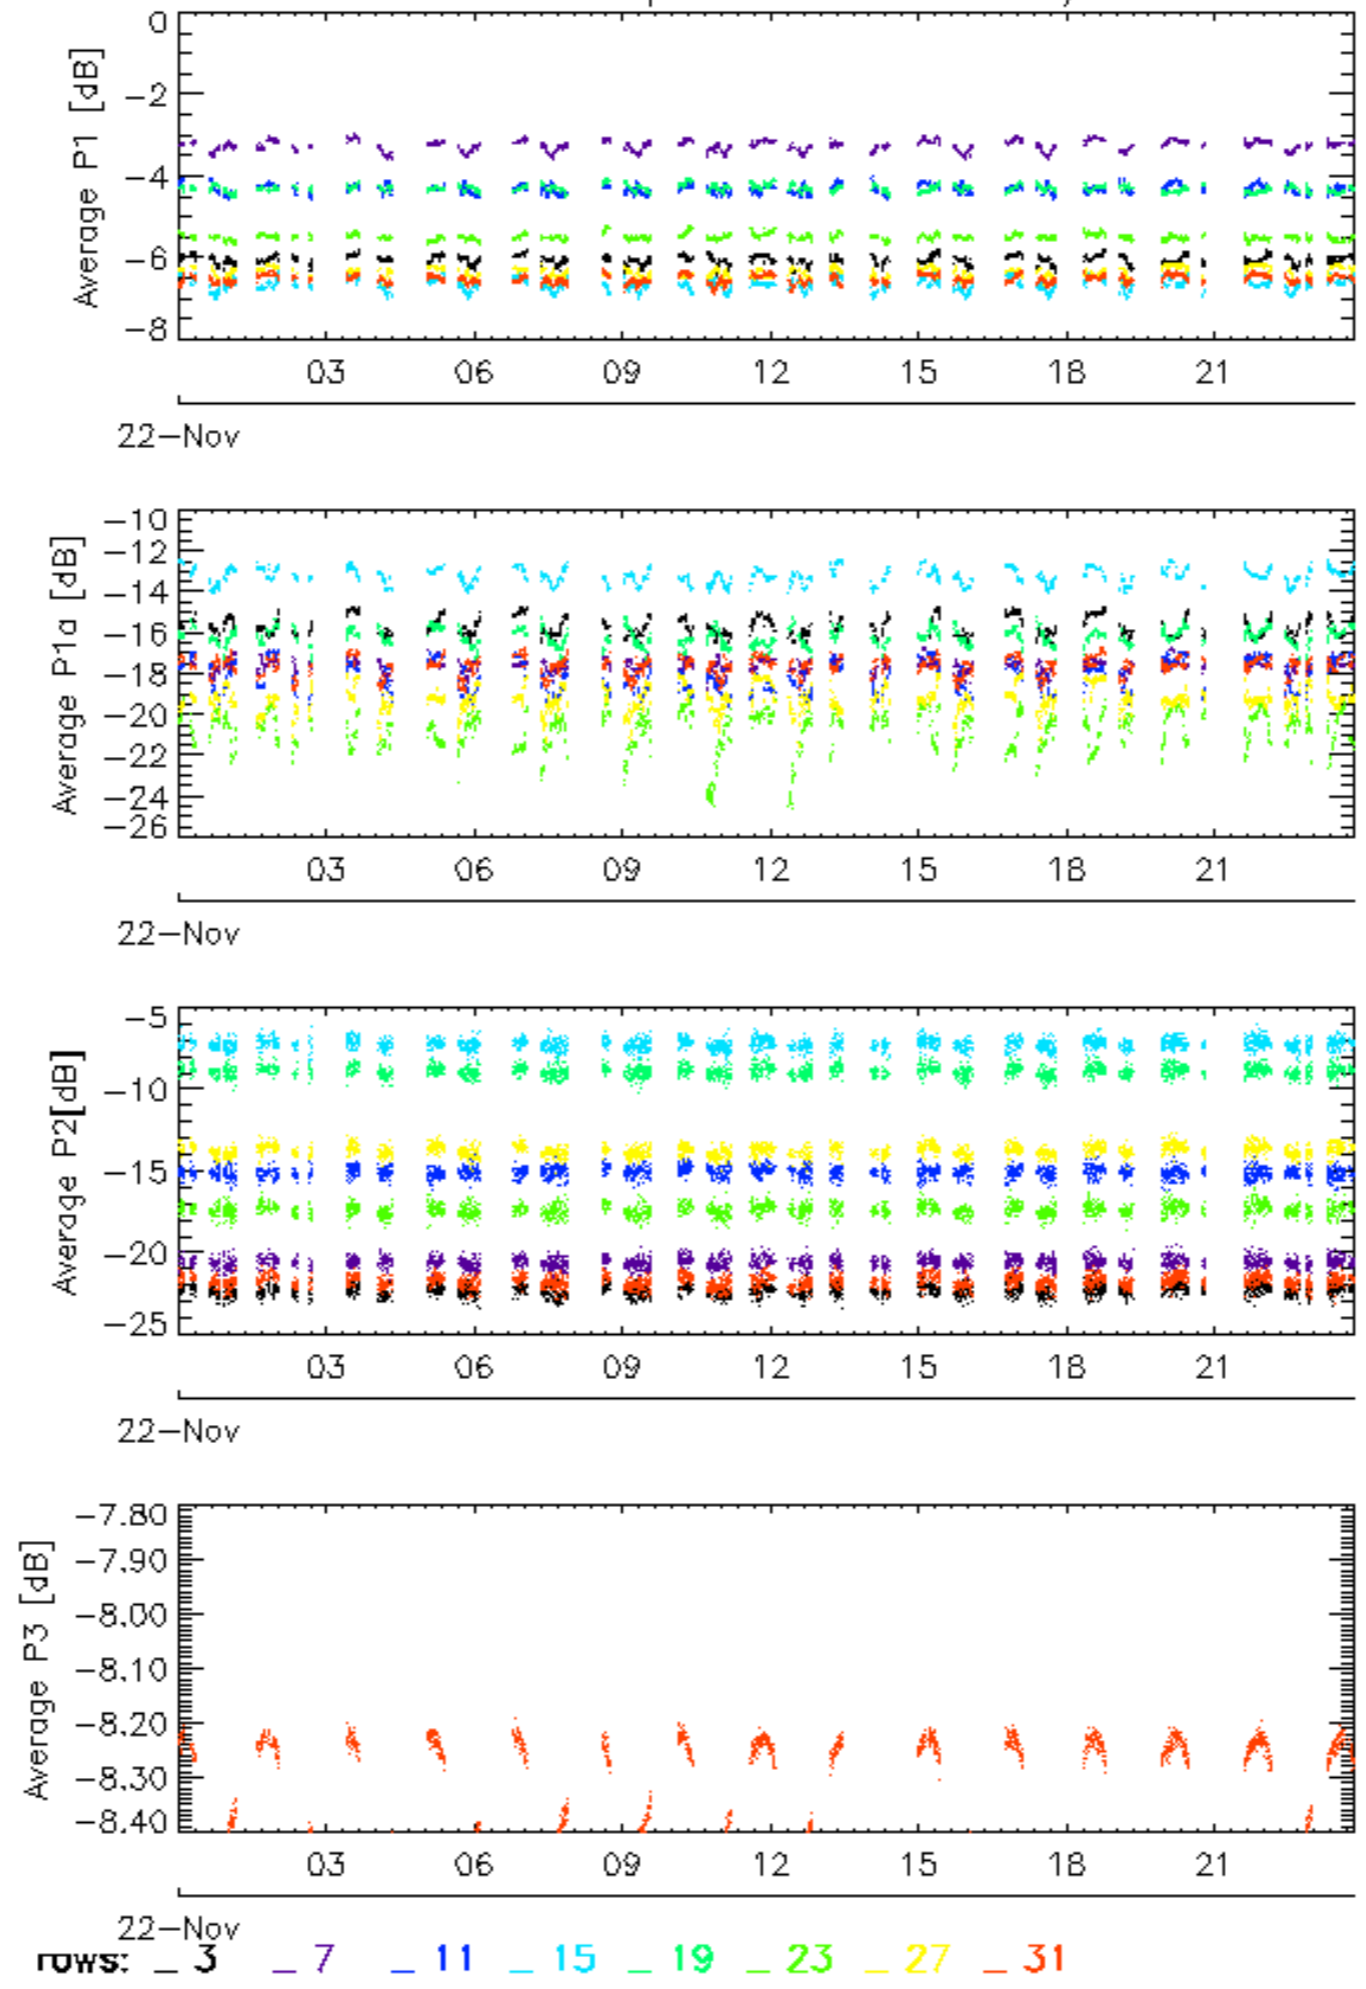 0
−2
−4
−6
−8
Average P1 [dB]
03 06 09 12 15 18 21
22−Nov
−10
−12
−14
−16
−18
−20
−22
−24
−26
Average P1a [dB]
03 06 09 12 15 18 21
22−Nov
−5
−10
−15
−20
−25
Average P2[dB]
03 06 09 12 15 18 21
22−Nov
−7.80
−7.90
−8.00
−8.10
−8.20
−8.30
−8.40
Average P3 [dB]
03 06 09 12 15 18 21
22−Nov
rows: _ 3 _ 7 _ 11 _ 15 _ 19 _ 23 _ 27 _ 31